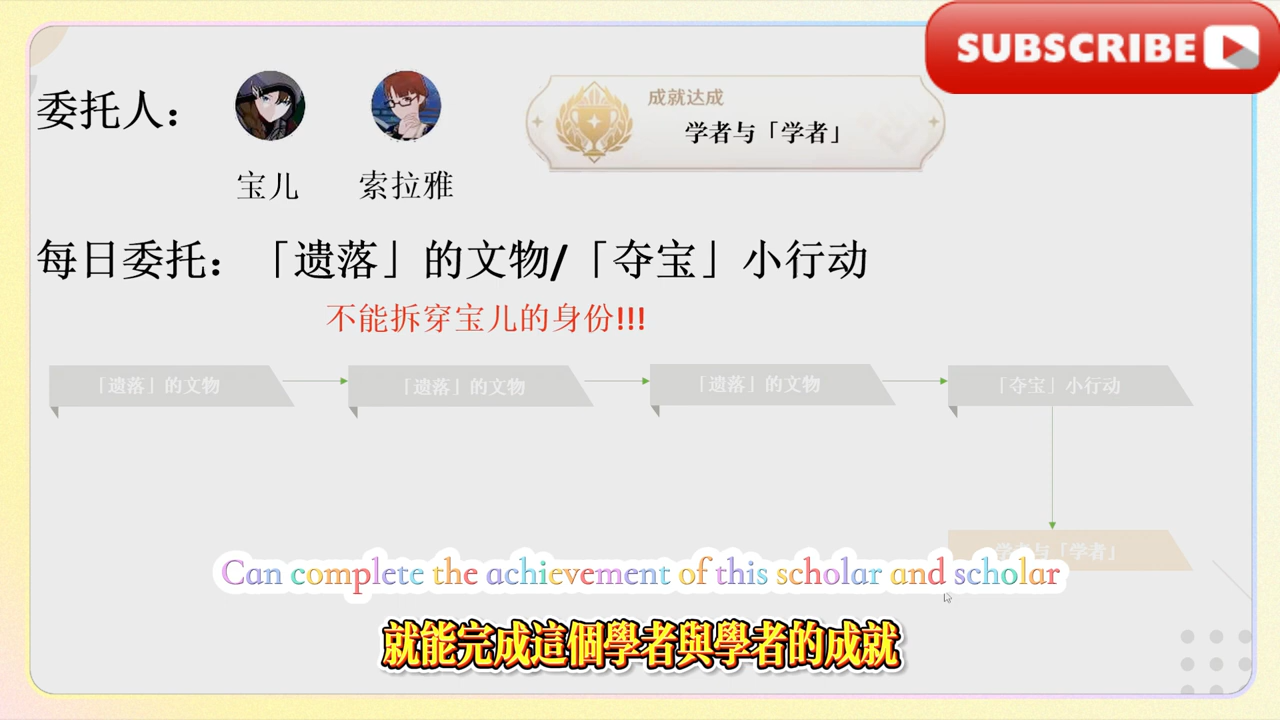 SUBSCRIBE
委托人：
成就达成
学者与「学者」
宝儿
索拉雅
每日委托：「遗落」的文物/「夺宝」小行动
不能拆穿宝儿的身份!!!
「遗落」的文物
「遗落」的文物
「遗落」的文物
「夺宝」小行动
学者与「学者」
Can complete the achievement of this scholar and scholar
就能完成這個學者與學者的成就